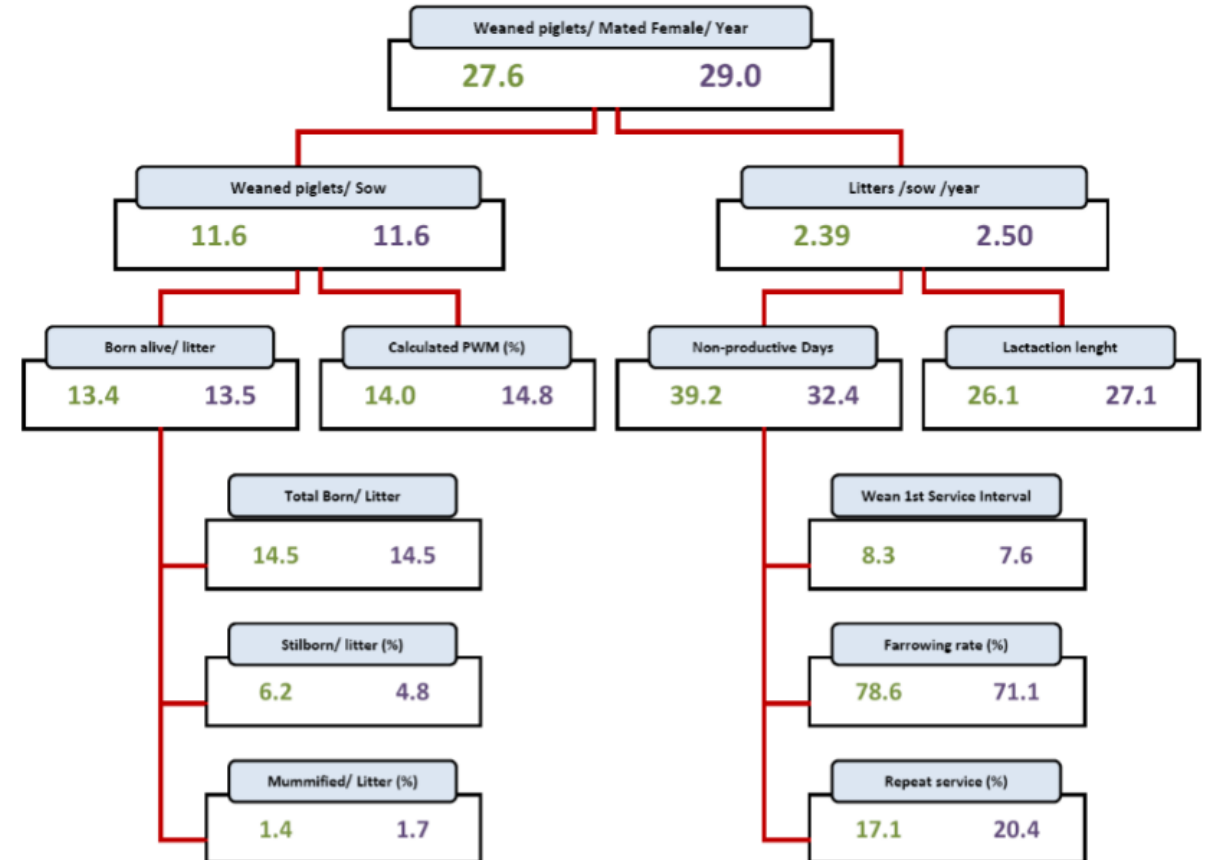 Weaned piglets/ Mated Female/ Year
27.6 29.0
Weaned piglets/ Sow
11.6 11.6
Litters /sow /year
2.39 2.50
Born alive/ litter
13.4 13.5
Calculated PWM (%)
14.0 14.8
Non-productive Days
39.2 32.4
Lactaction lenght
26.1 27.1
Total Born/ Litter
14.5 14.5
Stilborn/ litter (%)
6.2 4.8
Mummified/ Litter (%)
1.4 1.7
Wean 1st Service Interval
8.3 7.6
Farrowing rate (%)
78.6 71.1
Repeat service (%)
17.1 20.4